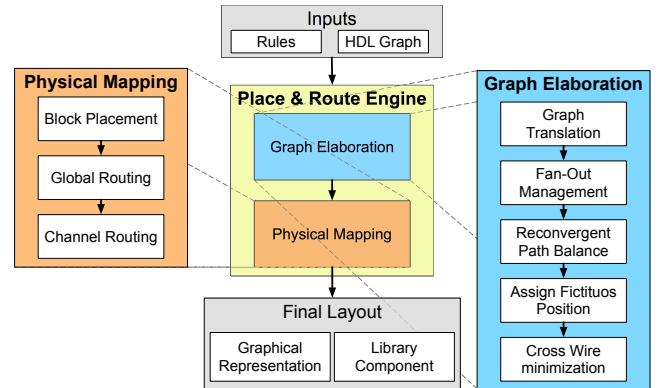 Inputs
Rules
HDL Graph
Physical Mapping
Block Placement
Global Routing
Channel Routing
Place & Route Engine
Graph Elaboration
Physical Mapping
Graph Elaboration
Graph
Translation
Fan-Out
Management
Reconvergent
Path Balance
Assign Fictituos
Position
Cross Wire
minimization
Final Layout
Graphical
Representation
Library
Component